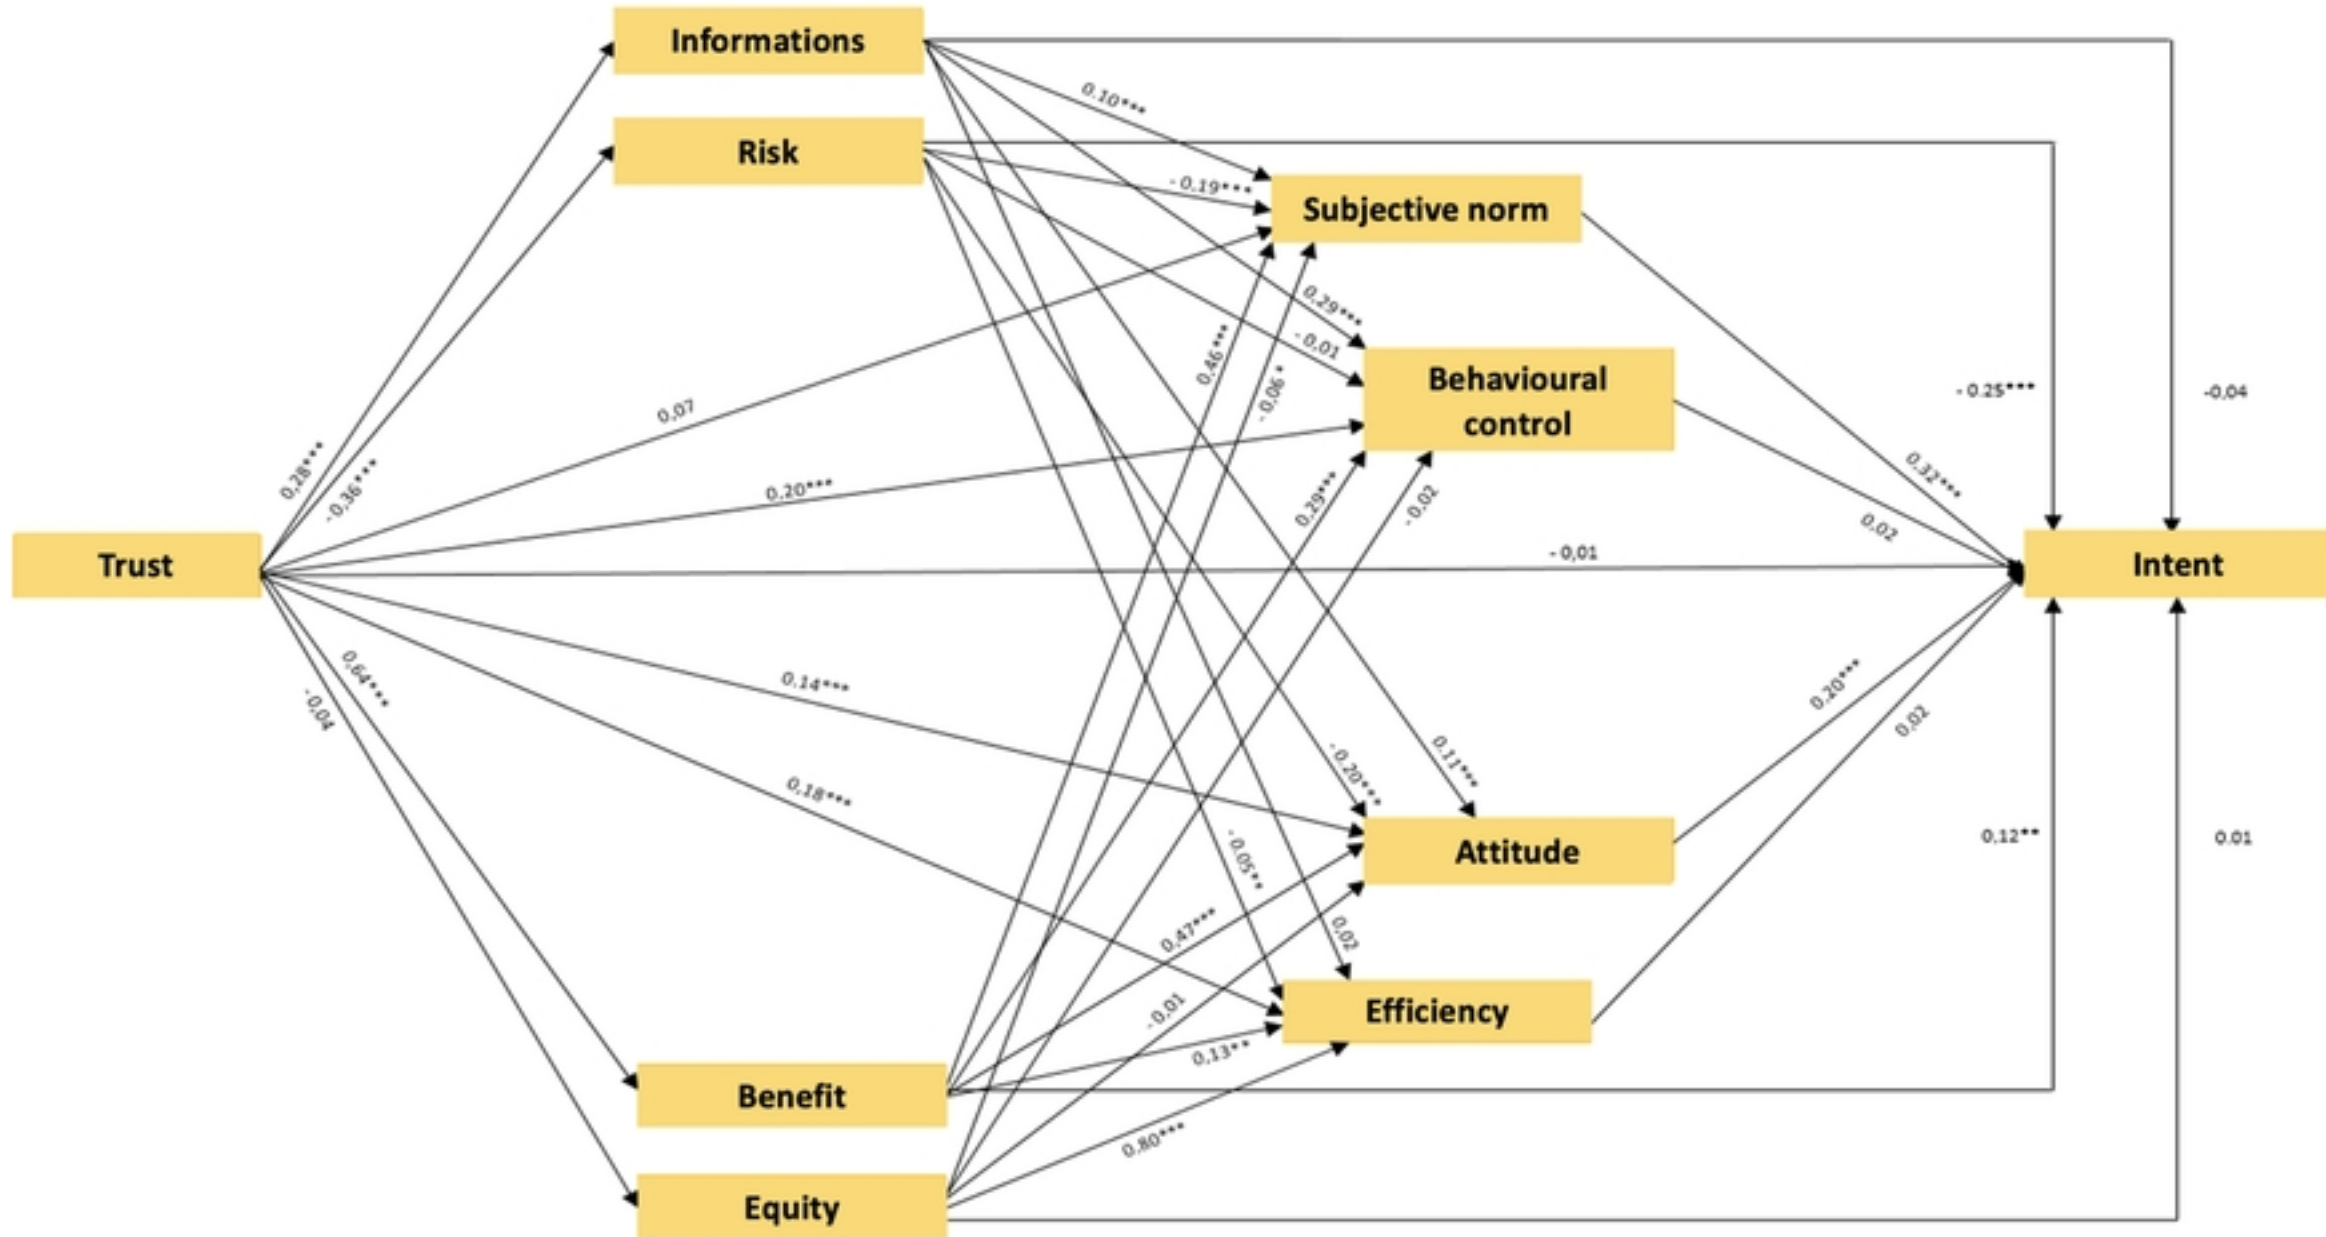 Informations
0.10***
Risk
- 0.19***
Subjective norm
0,29***
- 0,01
0,46***
- 0,06 *
Behavioural
control
- 0.25***
-0,04
0,07
0,28***
- 0,36***
0,20***
0,29***
- 0,02
0.32***
0,02
- 0,01
Trust
Intent
0,64***
- 0,04
0.14***
0,18***
0,20***
0,02
- 0.20***
0.11***
- 0.05**
0,12**
0.01
Attitude
0,47***
0,02
- 0,01
Efficiency
0,13**
Benefit
0,80***
Equity